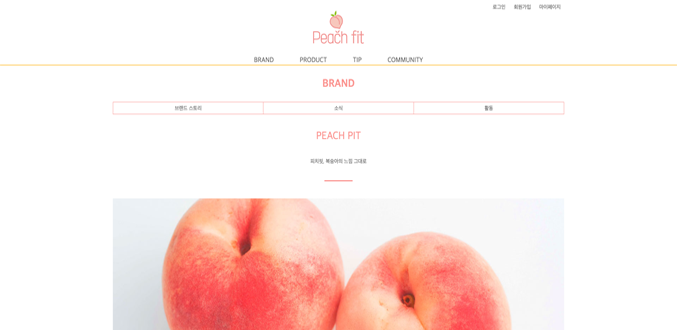 로그인 회원가입 마이페이지
Peach fit
BRAND PRODUCT TIP COMMUNITY
BRAND
브랜드 스토리 소식 활동
PEACH PIT
피치핏, 복숭아의 느낌 그대로